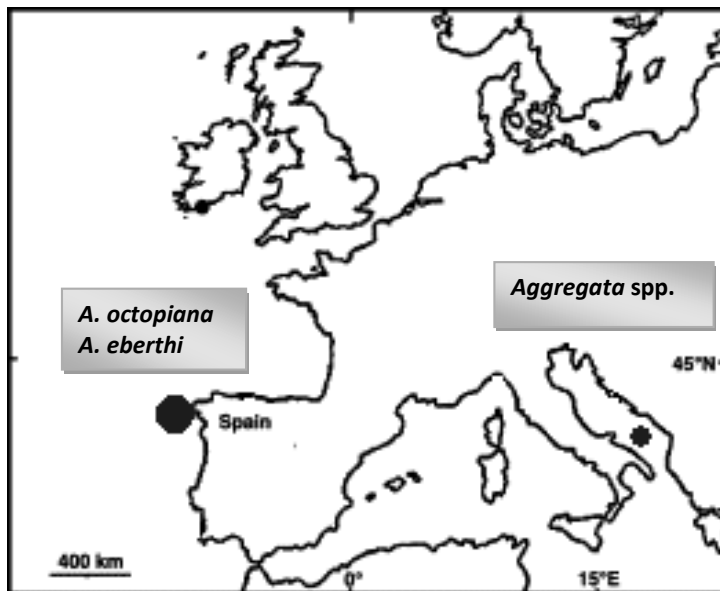 A. octopiana
A. eberthi
Aggregata spp.
45°N
Spain
400 km
0°
15°E